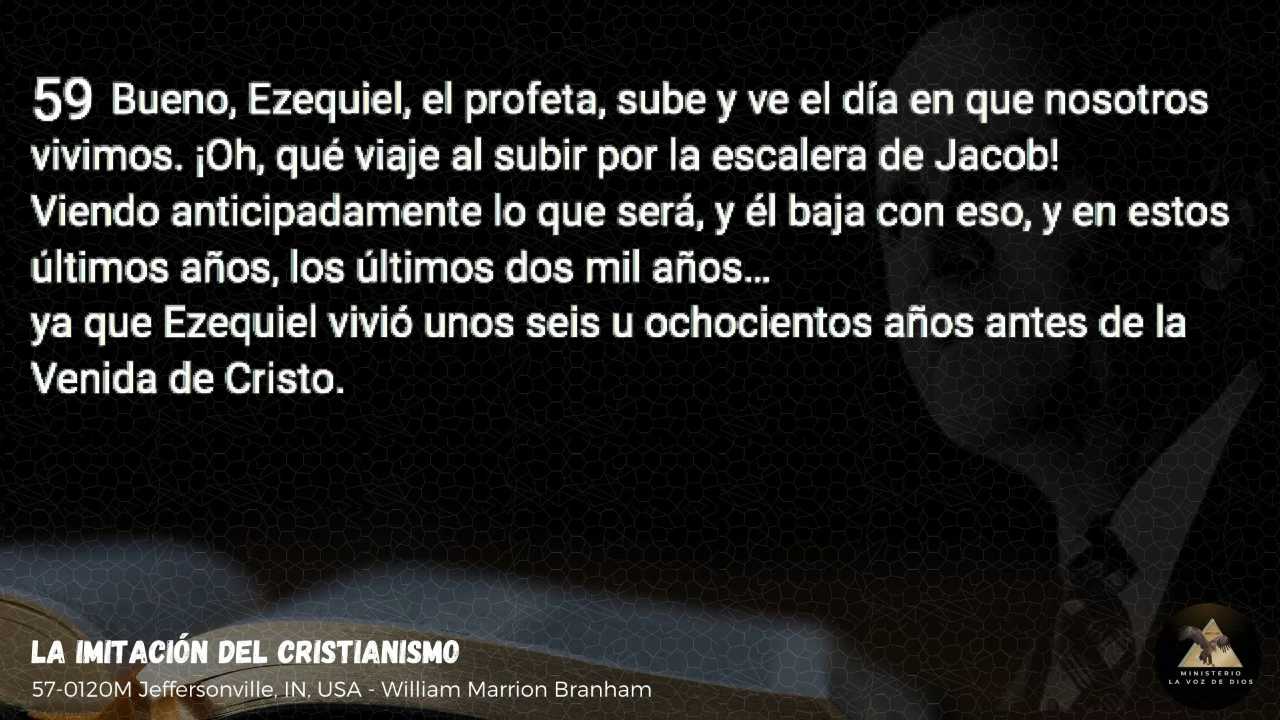 59 Bueno, Ezequiel, el profeta, sube y ve el día en que nosotros
vivimos. ¡Oh, qué viaje al subir por la escalera de Jacob!
Viendo anticipadamente lo que será, y él baja con eso, y en estos
últimos años, los últimos dos mil años...
ya que Ezequiel vivió unos seis u ochocientos años antes de la
Venida de Cristo.
LA IMITACIÓN DEL CRISTIANISMO
57-0120M Jeffersonville, IN, USA - William Marrion Branham
MINISTERIO
LA VOZ DE DIOS